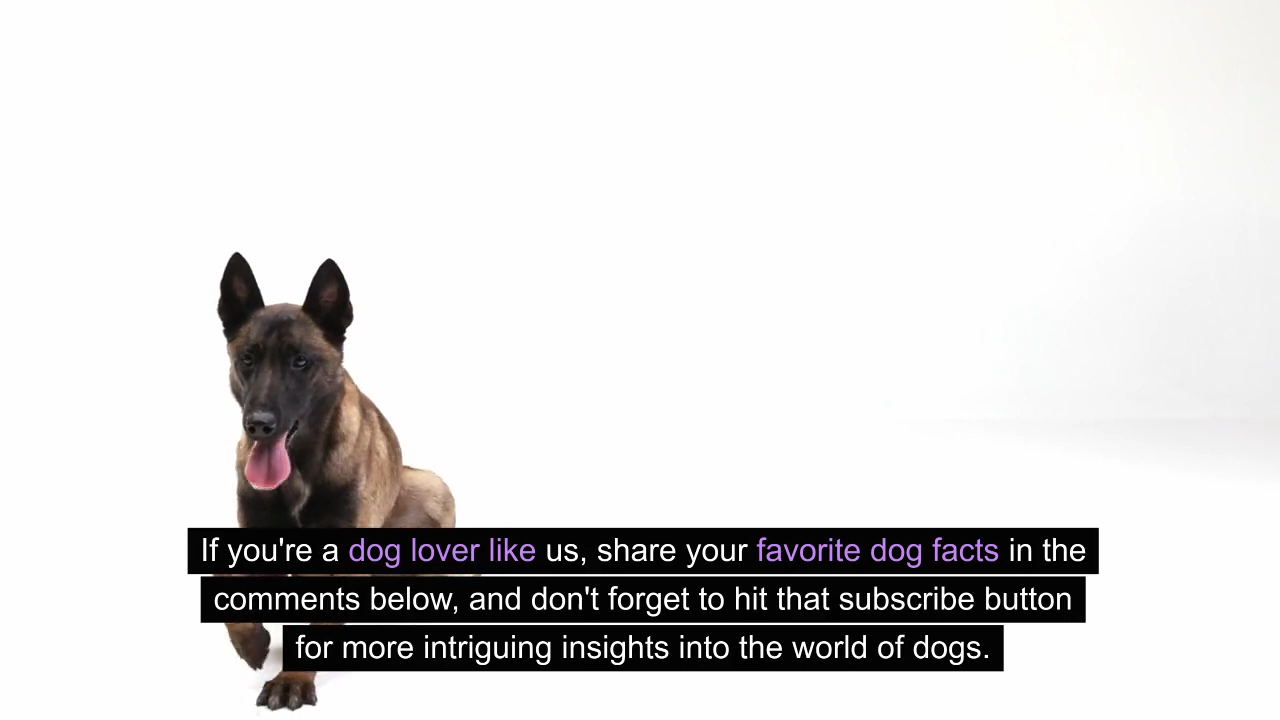 If you're a dog lover like us, share your favorite dog facts in the
comments below, and don't forget to hit that subscribe button
for more intriguing insights into the world of dogs.